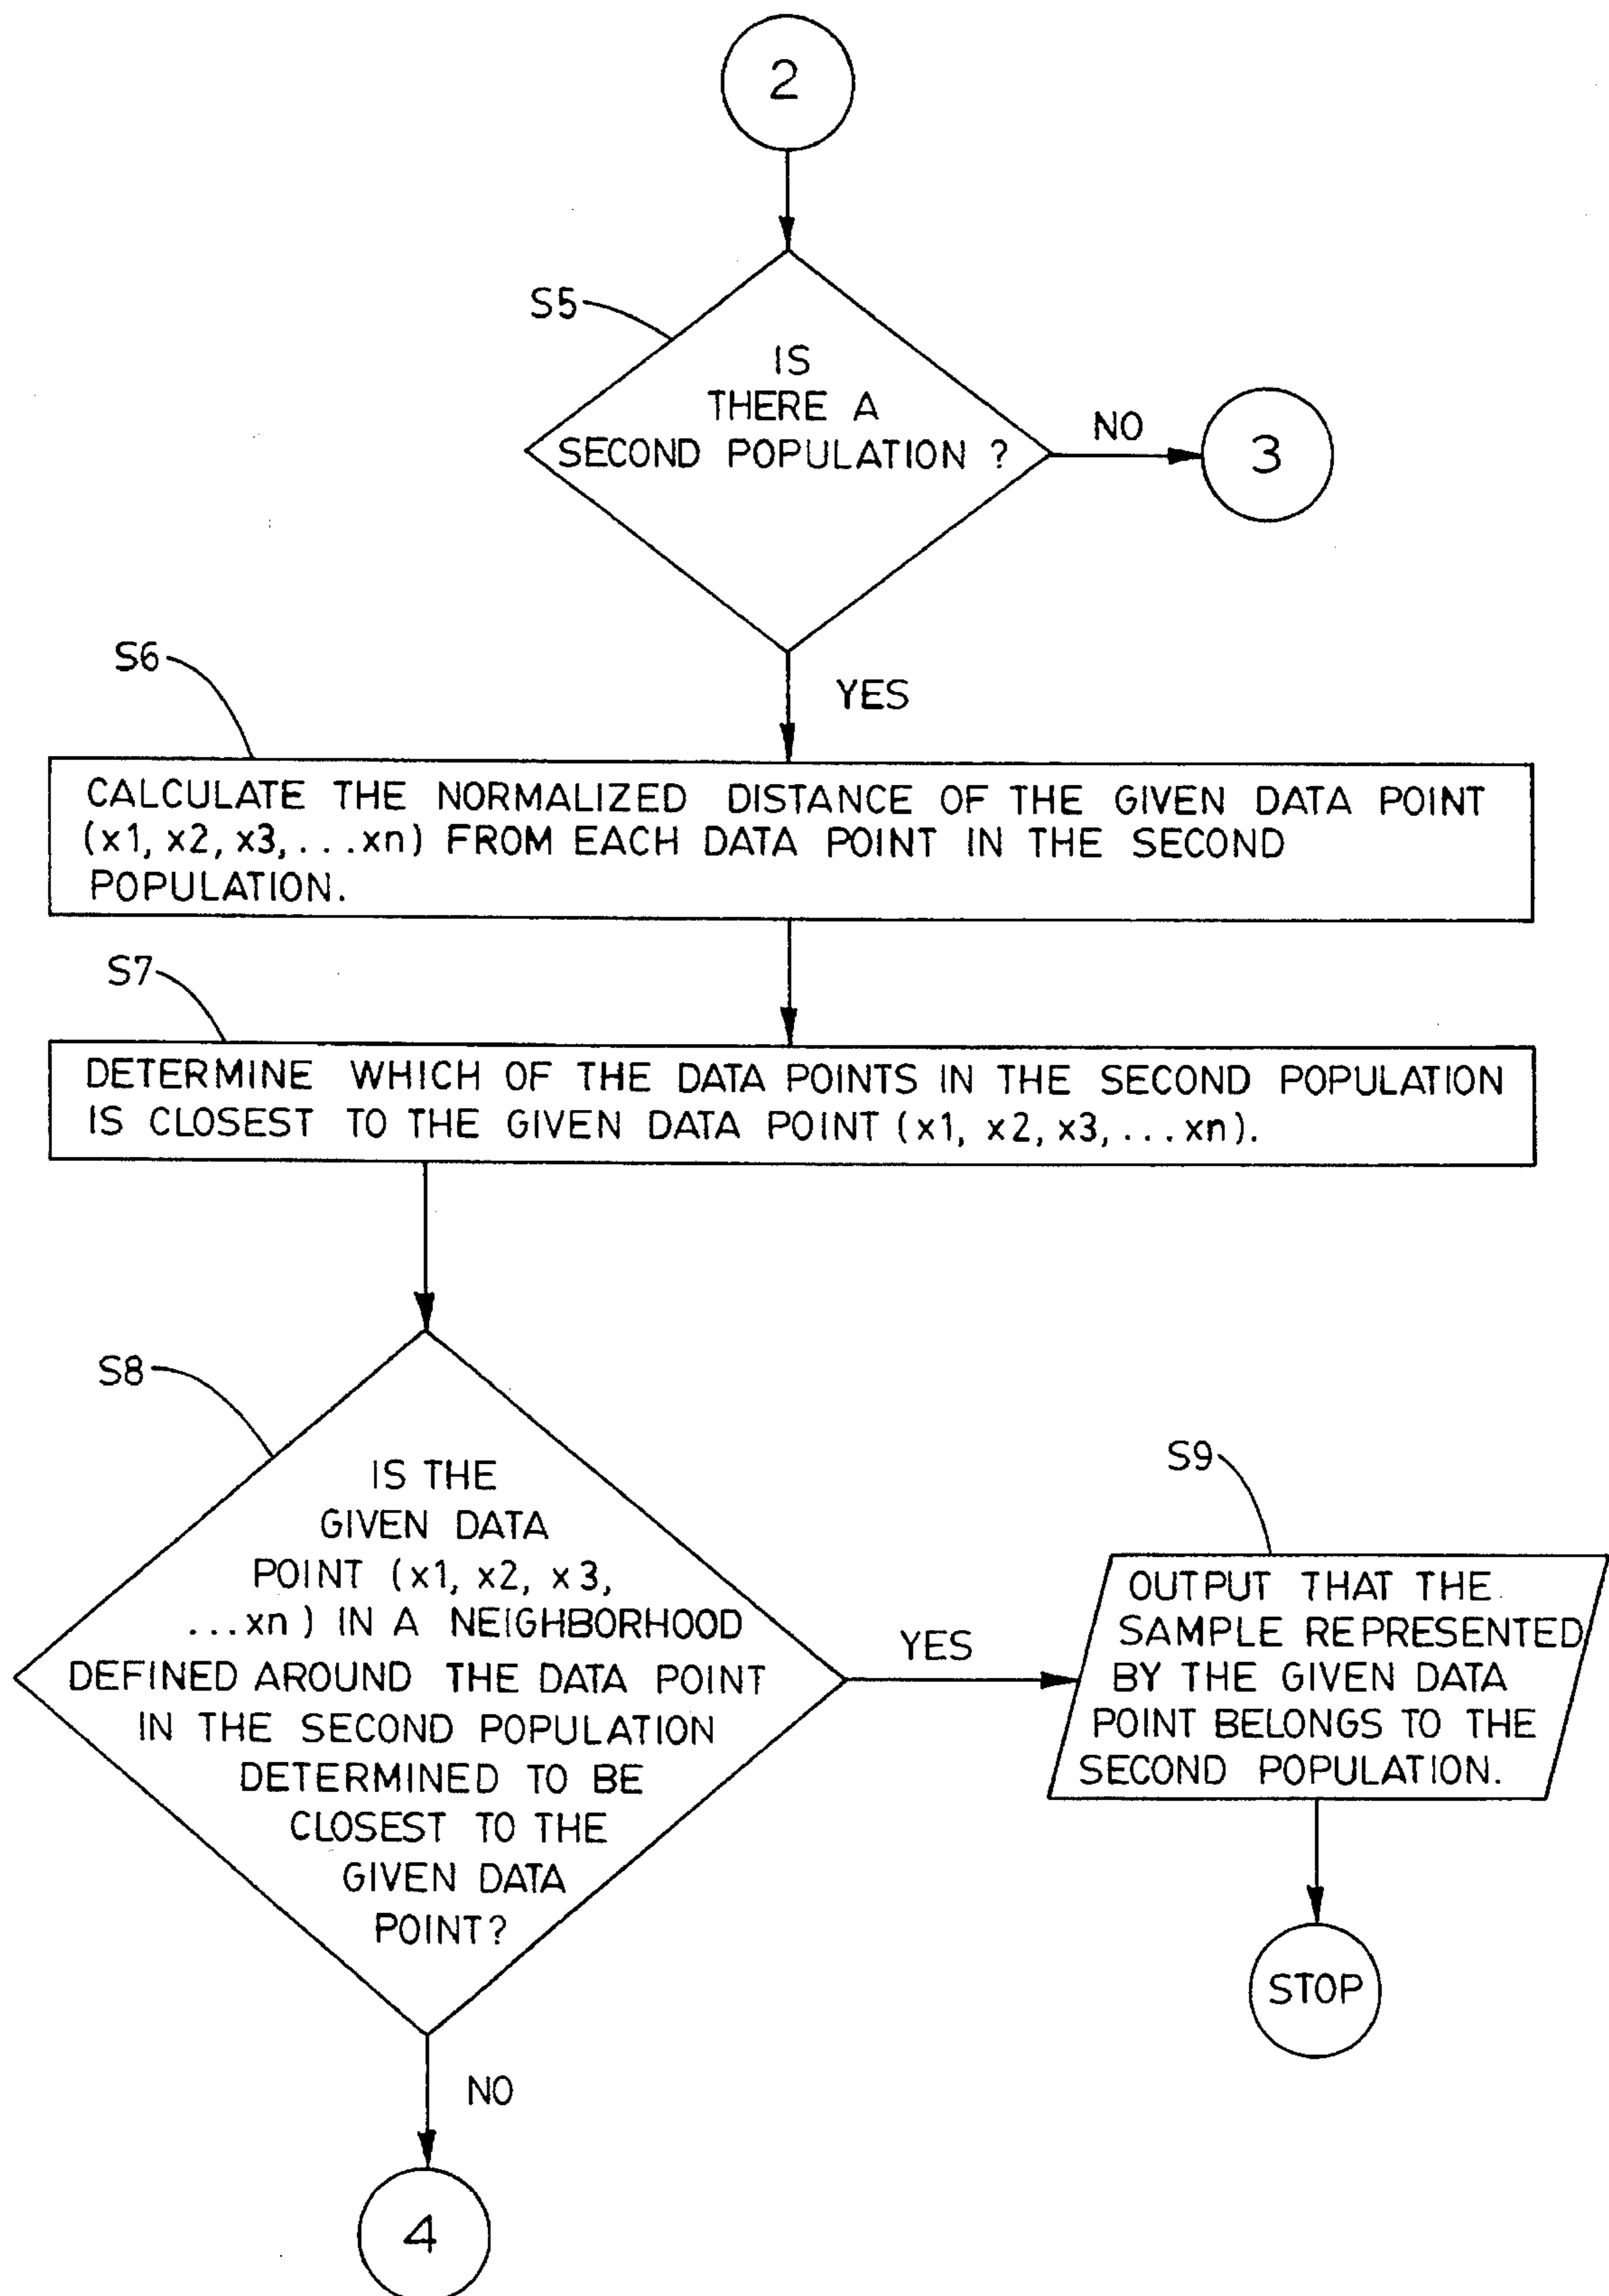 2
S5
IS
THERE A
SECOND POPULATION ?
NO
3
YES
S6
CALCULATE THE NORMALIZED DISTANCE OF THE GIVEN DATA POINT
(x1, x2, x3, ...xn) FROM EACH DATA POINT IN THE SECOND
POPULATION.
S7
DETERMINE WHICH OF THE DATA POINTS IN THE SECOND POPULATION
IS CLOSEST TO THE GIVEN DATA POINT (x1, x2, x3, ...xn).
S8
IS THE
GIVEN DATA
POINT (x1, x2, x3,
...xn) IN A NEIGHBORHOOD
DEFINED AROUND THE DATA POINT
IN THE SECOND POPULATION
DETERMINED TO BE
CLOSEST TO THE
GIVEN DATA
POINT?
YES
S9
OUTPUT THAT THE
SAMPLE REPRESENTED
BY THE GIVEN DATA
POINT BELONGS TO THE
SECOND POPULATION.
STOP
NO
4